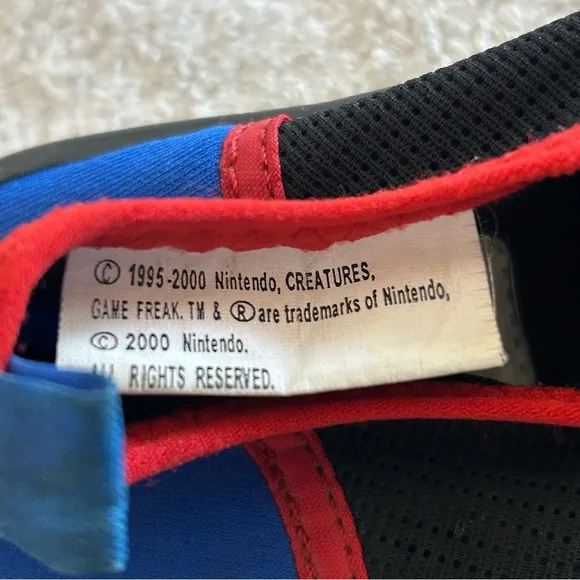 © 1995-2000 Nintendo, CREATURES,
GAME FREAK. TM & ® are trademarks of Nintendo,
© 2000 Nintendo.
ALL RIGHTS RESERVED.